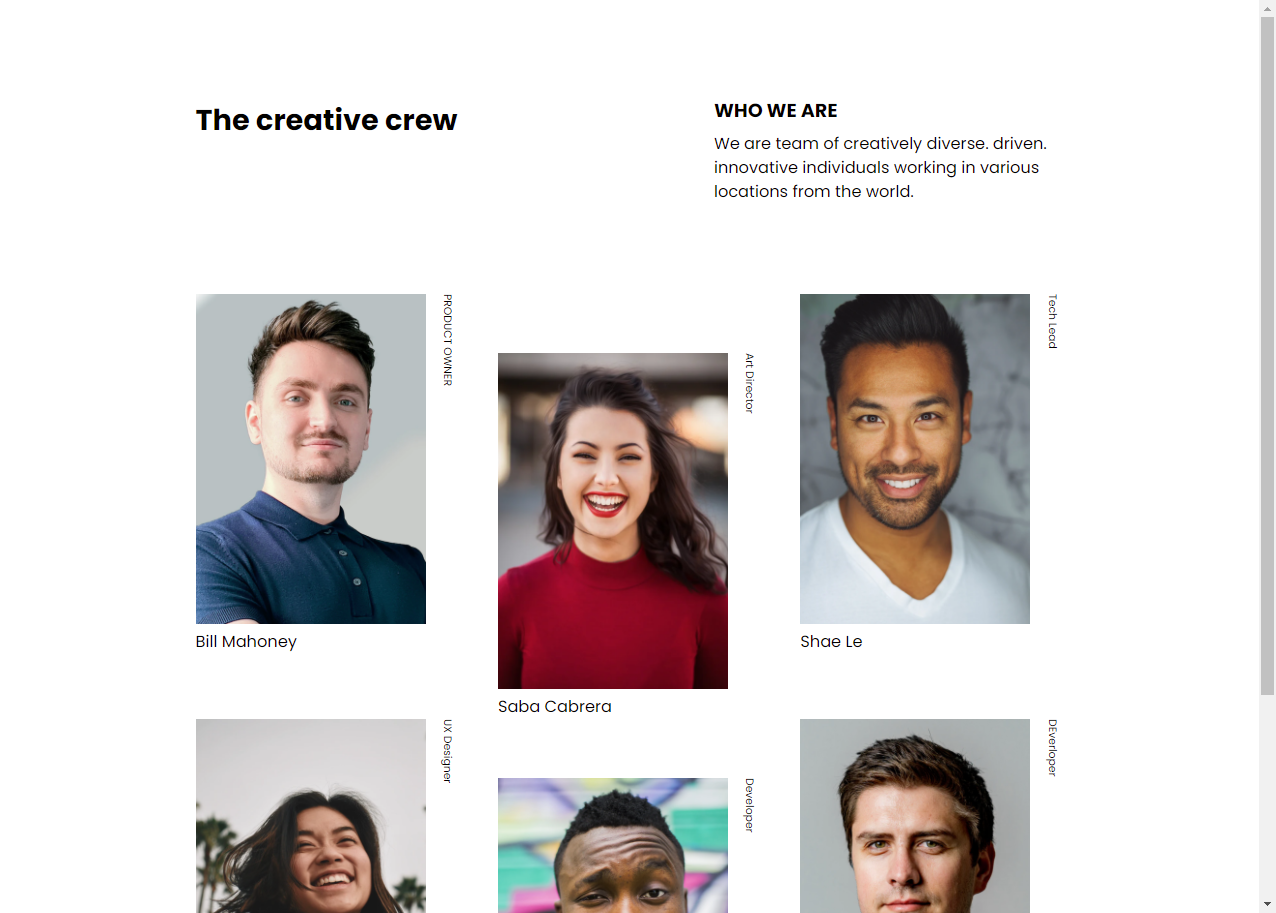 The creative crew
WHO WE ARE
We are team of creatively diverse. driven.
innovative individuals working in various
locations from the world.
PRODUCT OWNER
Bill Mahoney
Art Director
Saba Cabrera
Tech Lead
Shae Le
UX Designer
Developer
DEverloper